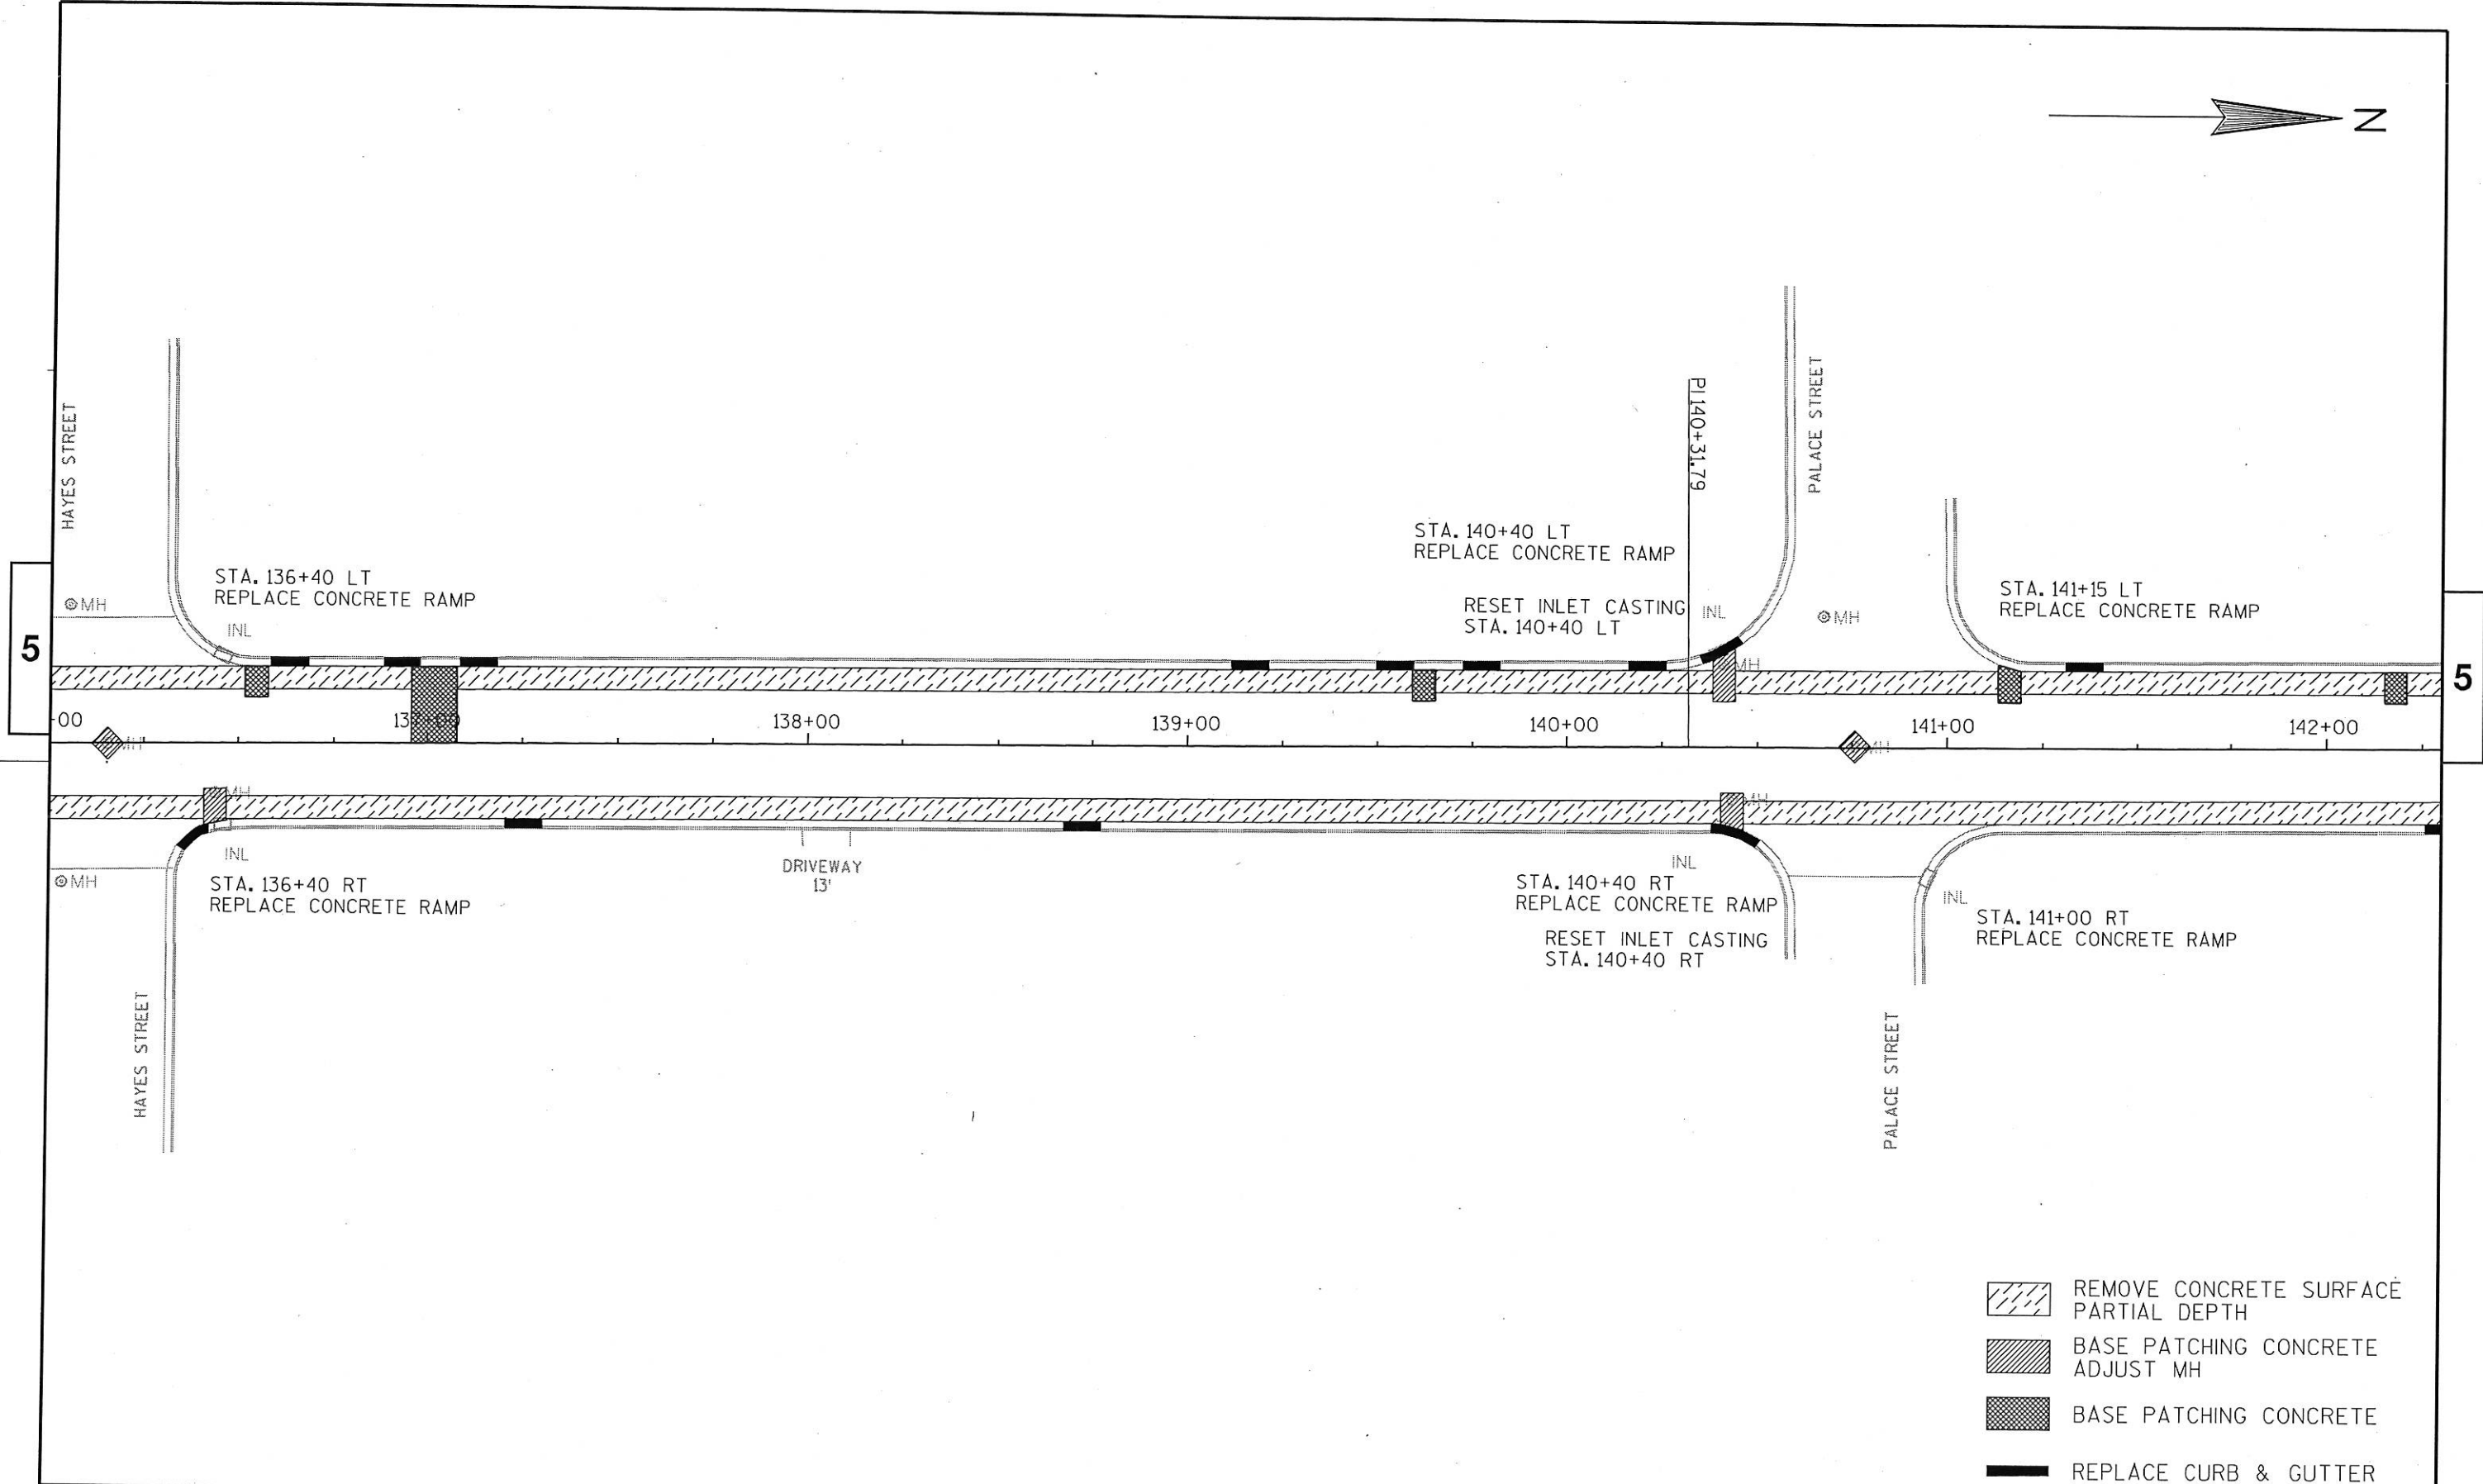 N
HAYES STREET
PALACE STREET
PI 140+31.79
STA. 140+40 LT
REPLACE CONCRETE RAMP
STA. 136+40 LT
REPLACE CONCRETE RAMP
STA. 141+15 LT
REPLACE CONCRETE RAMP
RESET INLET CASTING
STA. 140+40 LT
MH
INL
INL
MH
MH
5
5
+00
137+00
138+00
139+00
140+00
141+00
142+00
MH
MH
MH
MH
INL
DRIVEWAY
13'
INL
INL
MH
STA. 136+40 RT
REPLACE CONCRETE RAMP
STA. 140+40 RT
REPLACE CONCRETE RAMP
RESET INLET CASTING
STA. 140+40 RT
STA. 141+00 RT
REPLACE CONCRETE RAMP
HAYES STREET
PALACE STREET
REMOVE CONCRETE SURFACE
PARTIAL DEPTH
BASE PATCHING CONCRETE
ADJUST MH
BASE PATCHING CONCRETE
REPLACE CURB & GUTTER